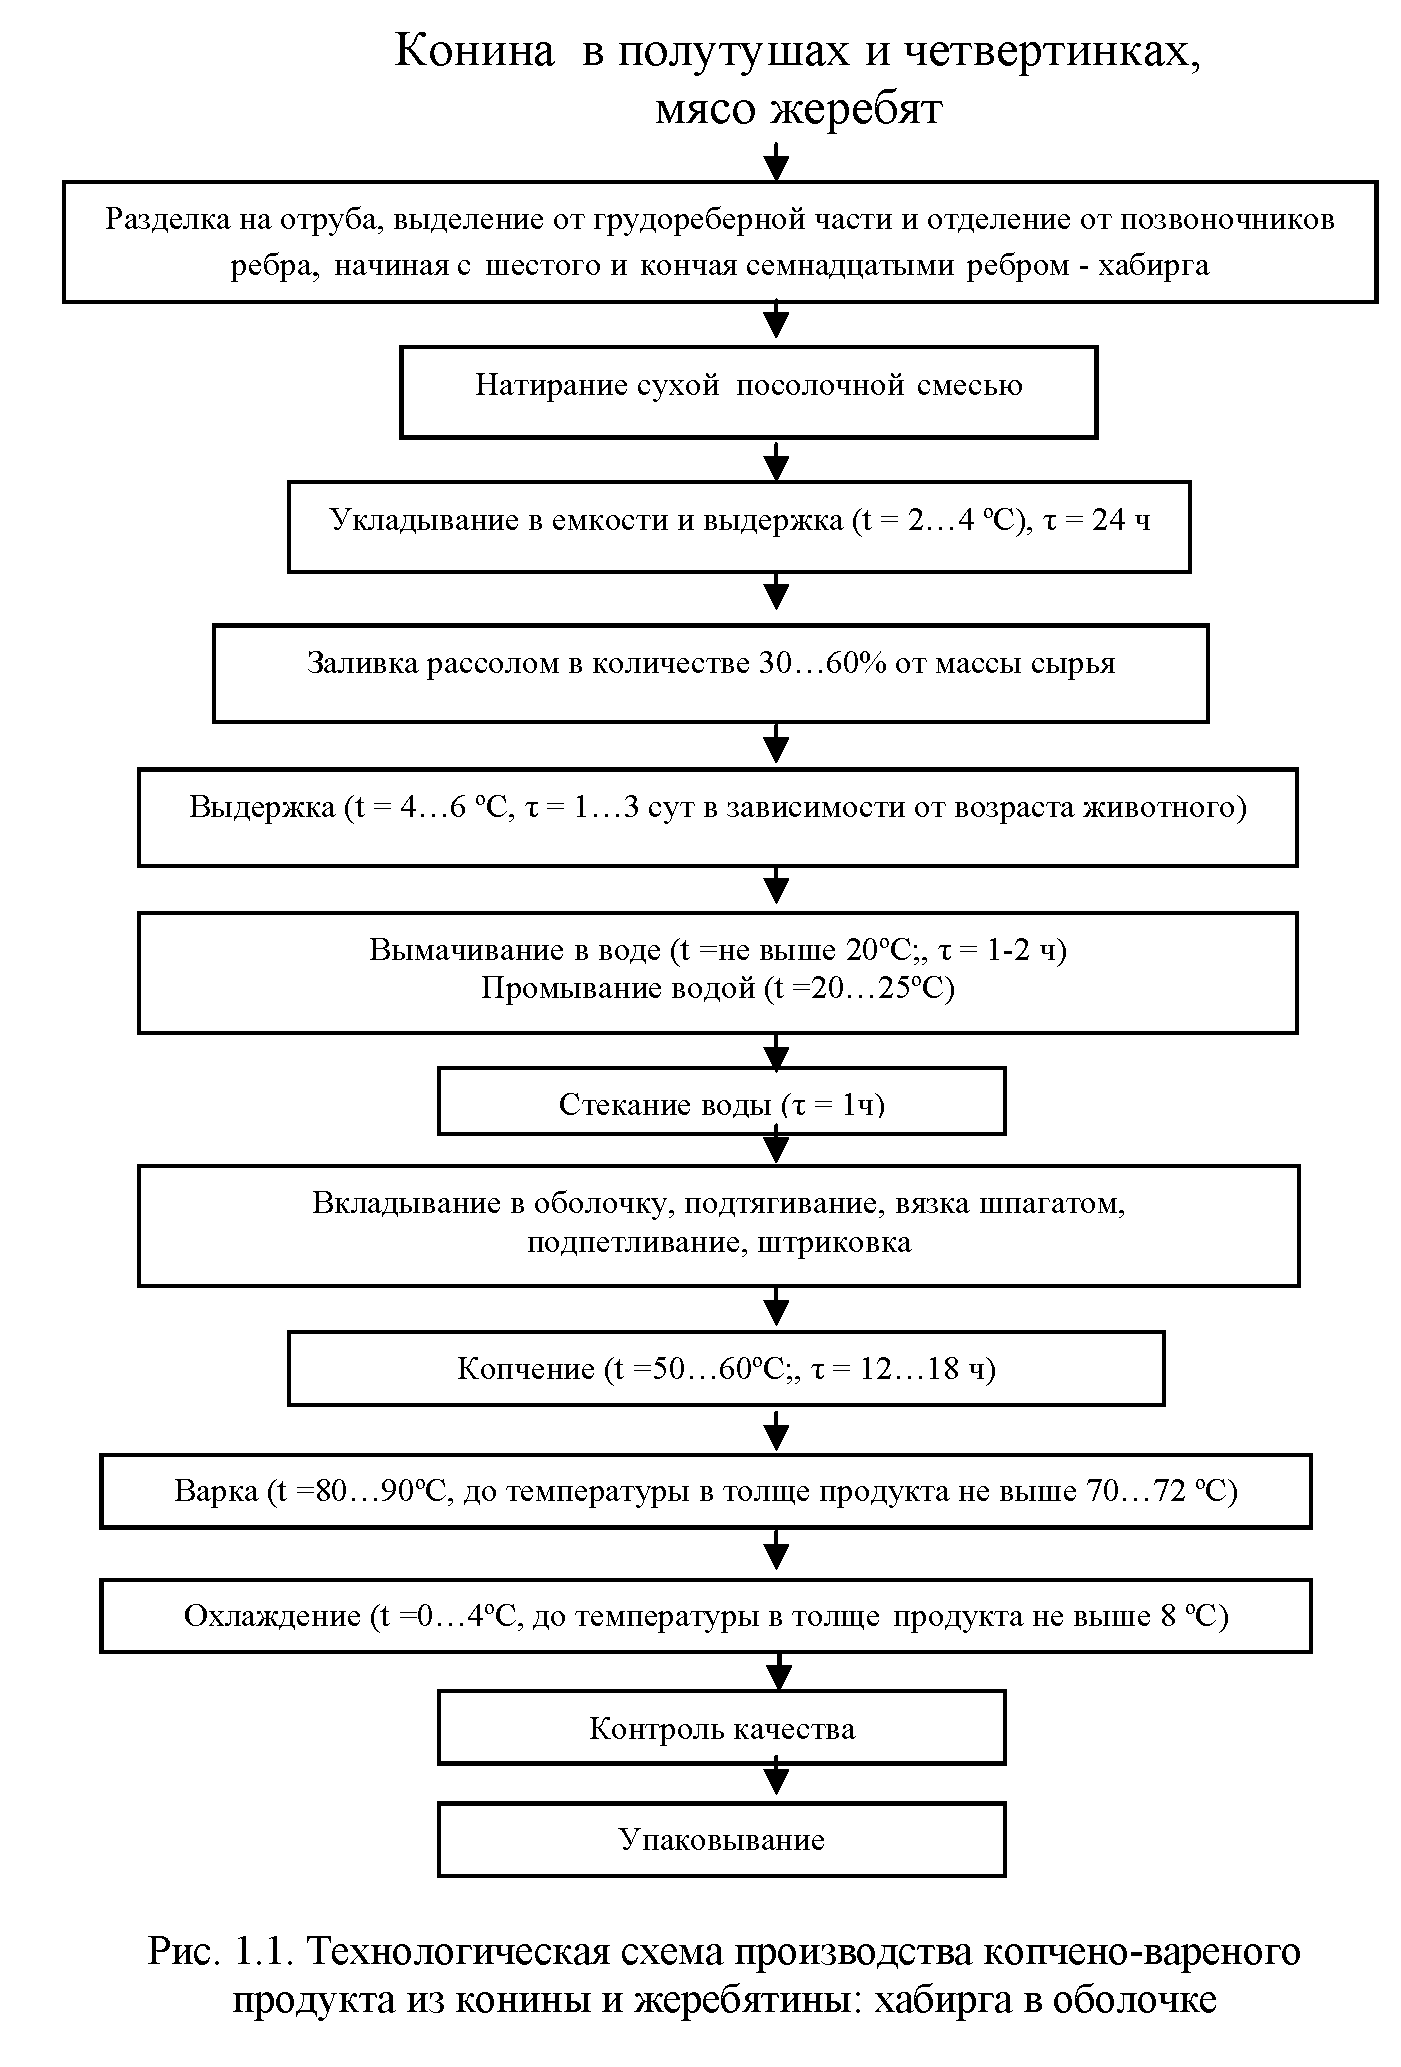 Конина в полутушах и четвертинках,
мясо жеребят
Разделка на отруба, выделение от грудореберной части и отделение от позвоночников
ребра, начиная с шестого и кончая семнадцатыми ребром - хабирга
Натирание сухой посолочной смесью
Укладывание в емкости и выдержка (t = 2…4 ºС), τ = 24 ч
Заливка рассолом в количестве 30…60% от массы сырья
Выдержка (t = 4…6 ºС, τ = 1…3 сут в зависимости от возраста животного)
Вымачивание в воде (t =не выше 20ºС;, τ = 1-2 ч)
Промывание водой (t =20…25ºС)
Стекание воды (τ = 1ч)
Вкладывание в оболочку, подтягивание, вязка шпагатом,
подпетливание, штриковка
Копчение (t =50…60ºС;, τ = 12…18 ч)
Варка (t =80…90ºС, до температуры в толще продукта не выше 70…72 ºС)
Охлаждение (t =0…4ºС, до температуры в толще продукта не выше 8 ºС)
Контроль качества
Упаковывание
Рис. 1.1. Технологическая схема производства копчено-вареного
продукта из конины и жеребятины: хабирга в оболочке